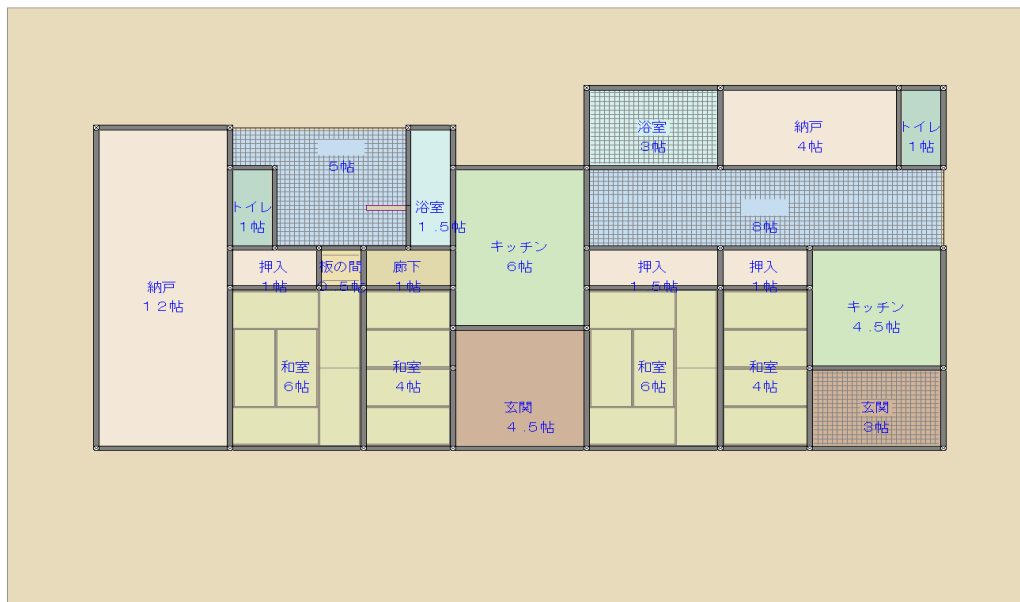 浴室
3帖
納戸
4帖
トイレ
1帖
5帖
トイレ
1帖
浴室
1.5帖
8帖
キッチン
6帖
押入
1帖
板の間
0.5帖
廊下
1帖
押入
1.5帖
押入
1帖
納戸
12帖
キッチン
4.5帖
和室
6帖
和室
4帖
和室
6帖
和室
4帖
玄関
4.5帖
玄関
3帖